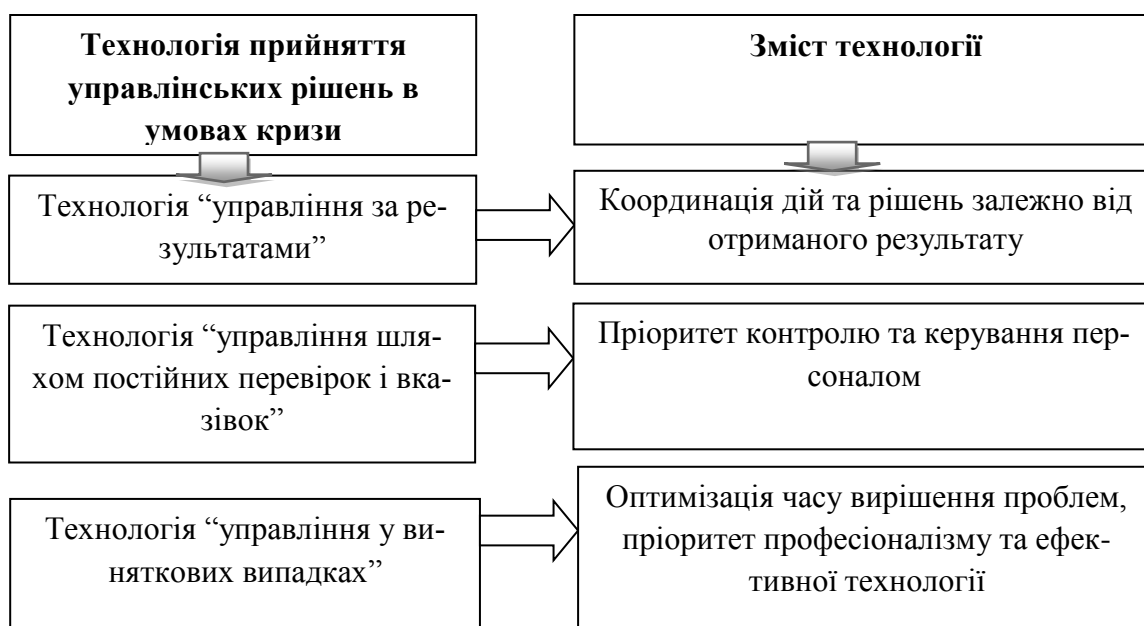 Технологія прийняття
управлінських рішень в
умовах кризи
Зміст технології
Технологія “управління за ре-
зультатами”
Координація дій та рішень залежно від
отриманого результату
Технологія “управління шля-
хом постійних перевірок і вка-
зівок”
Пріоритет контролю та керування пер-
соналом
Технологія “управління у ви-
няткових випадках”
Оптимізація часу вирішення проблем,
пріоритет професіоналізму та ефек-
тивної технології